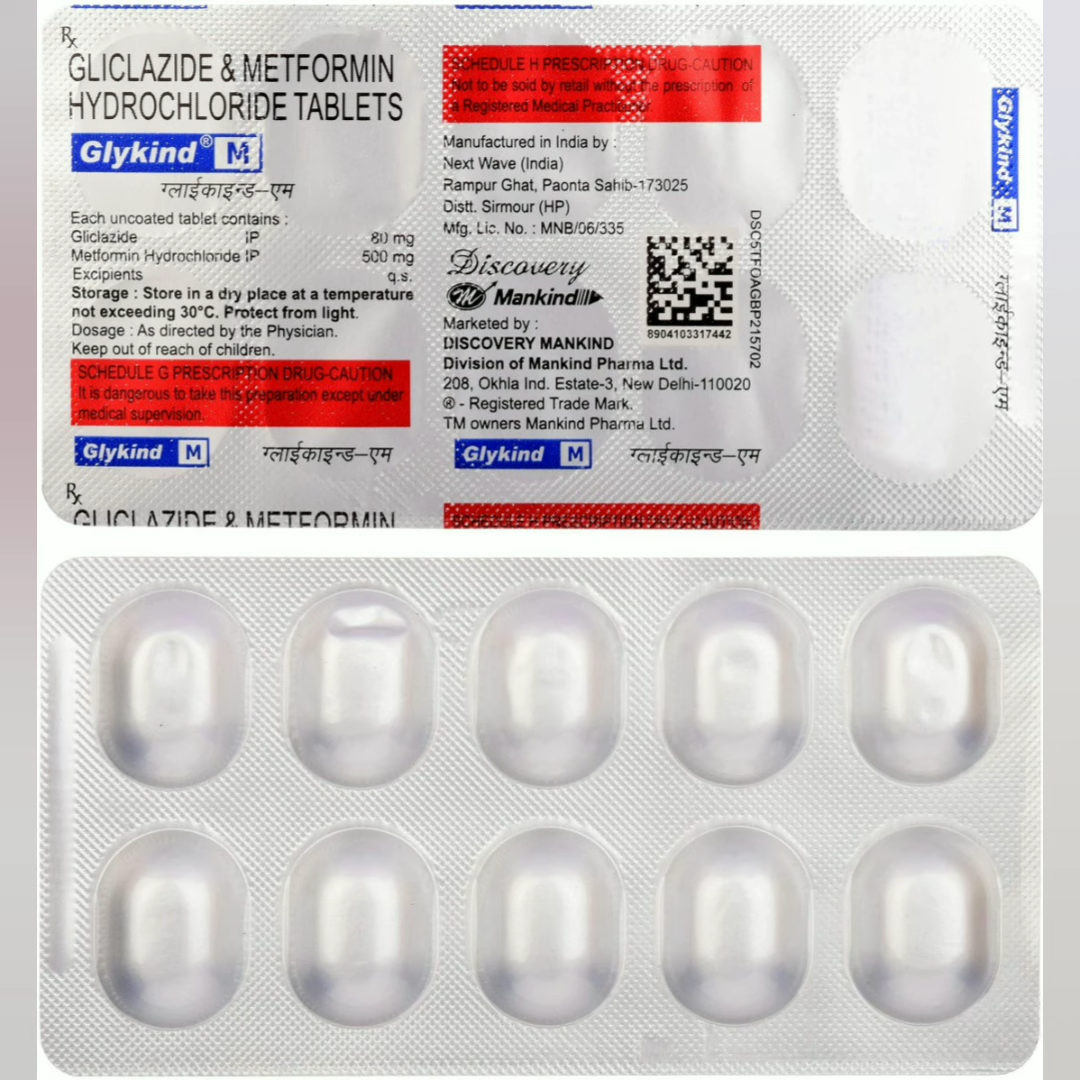 Rx
GLICLAZIDE & METFORMIN
HYDROCHLORIDE TABLETS
Glykind® M
ग्लाईकाइन्ड–एम
Each uncoated tablet contains :
Gliclazide IP 80 mg
Metformin Hydrochloride IP 500 mg
Excipients q.s.
Storage : Store in a dry place at a temperature
not exceeding 30°C. Protect from light.
Dosage : As directed by the Physician.
Keep out of reach of children.
SCHEDULE G PRESCRIPTION DRUG-CAUTION
It is dangerous to take this preparation except under
medical supervision.
Glykind M ग्लाईकाइन्ड–एम
Rx
GLICLAZIDE & METFORMIN
SCHEDULE H PRESCRIPTION DRUG-CAUTION
Not to be sold by retail without the prescription of
a Registered Medical Practitioner.
Manufactured in India by :
Next Wave (India)
Rampur Ghat, Paonta Sahib-173025
Distt. Sirmour (HP)
Mfg. Lic. No. : MNB/06/335
Discovery
Mankind
Marketed by :
DISCOVERY MANKIND
Division of Mankind Pharma Ltd.
208, Okhla Ind. Estate-3, New Delhi-110020
® - Registered Trade Mark.
TM owners Mankind Pharma Ltd.
Glykind M ग्लाईकाइन्ड–एम
SCHEDULE H PRESCRIPTION DRUG-CAUTION
8904103317442
DSC5TFOAGBP215702
Glykind M
ग्लाईकाइन्ड–एम